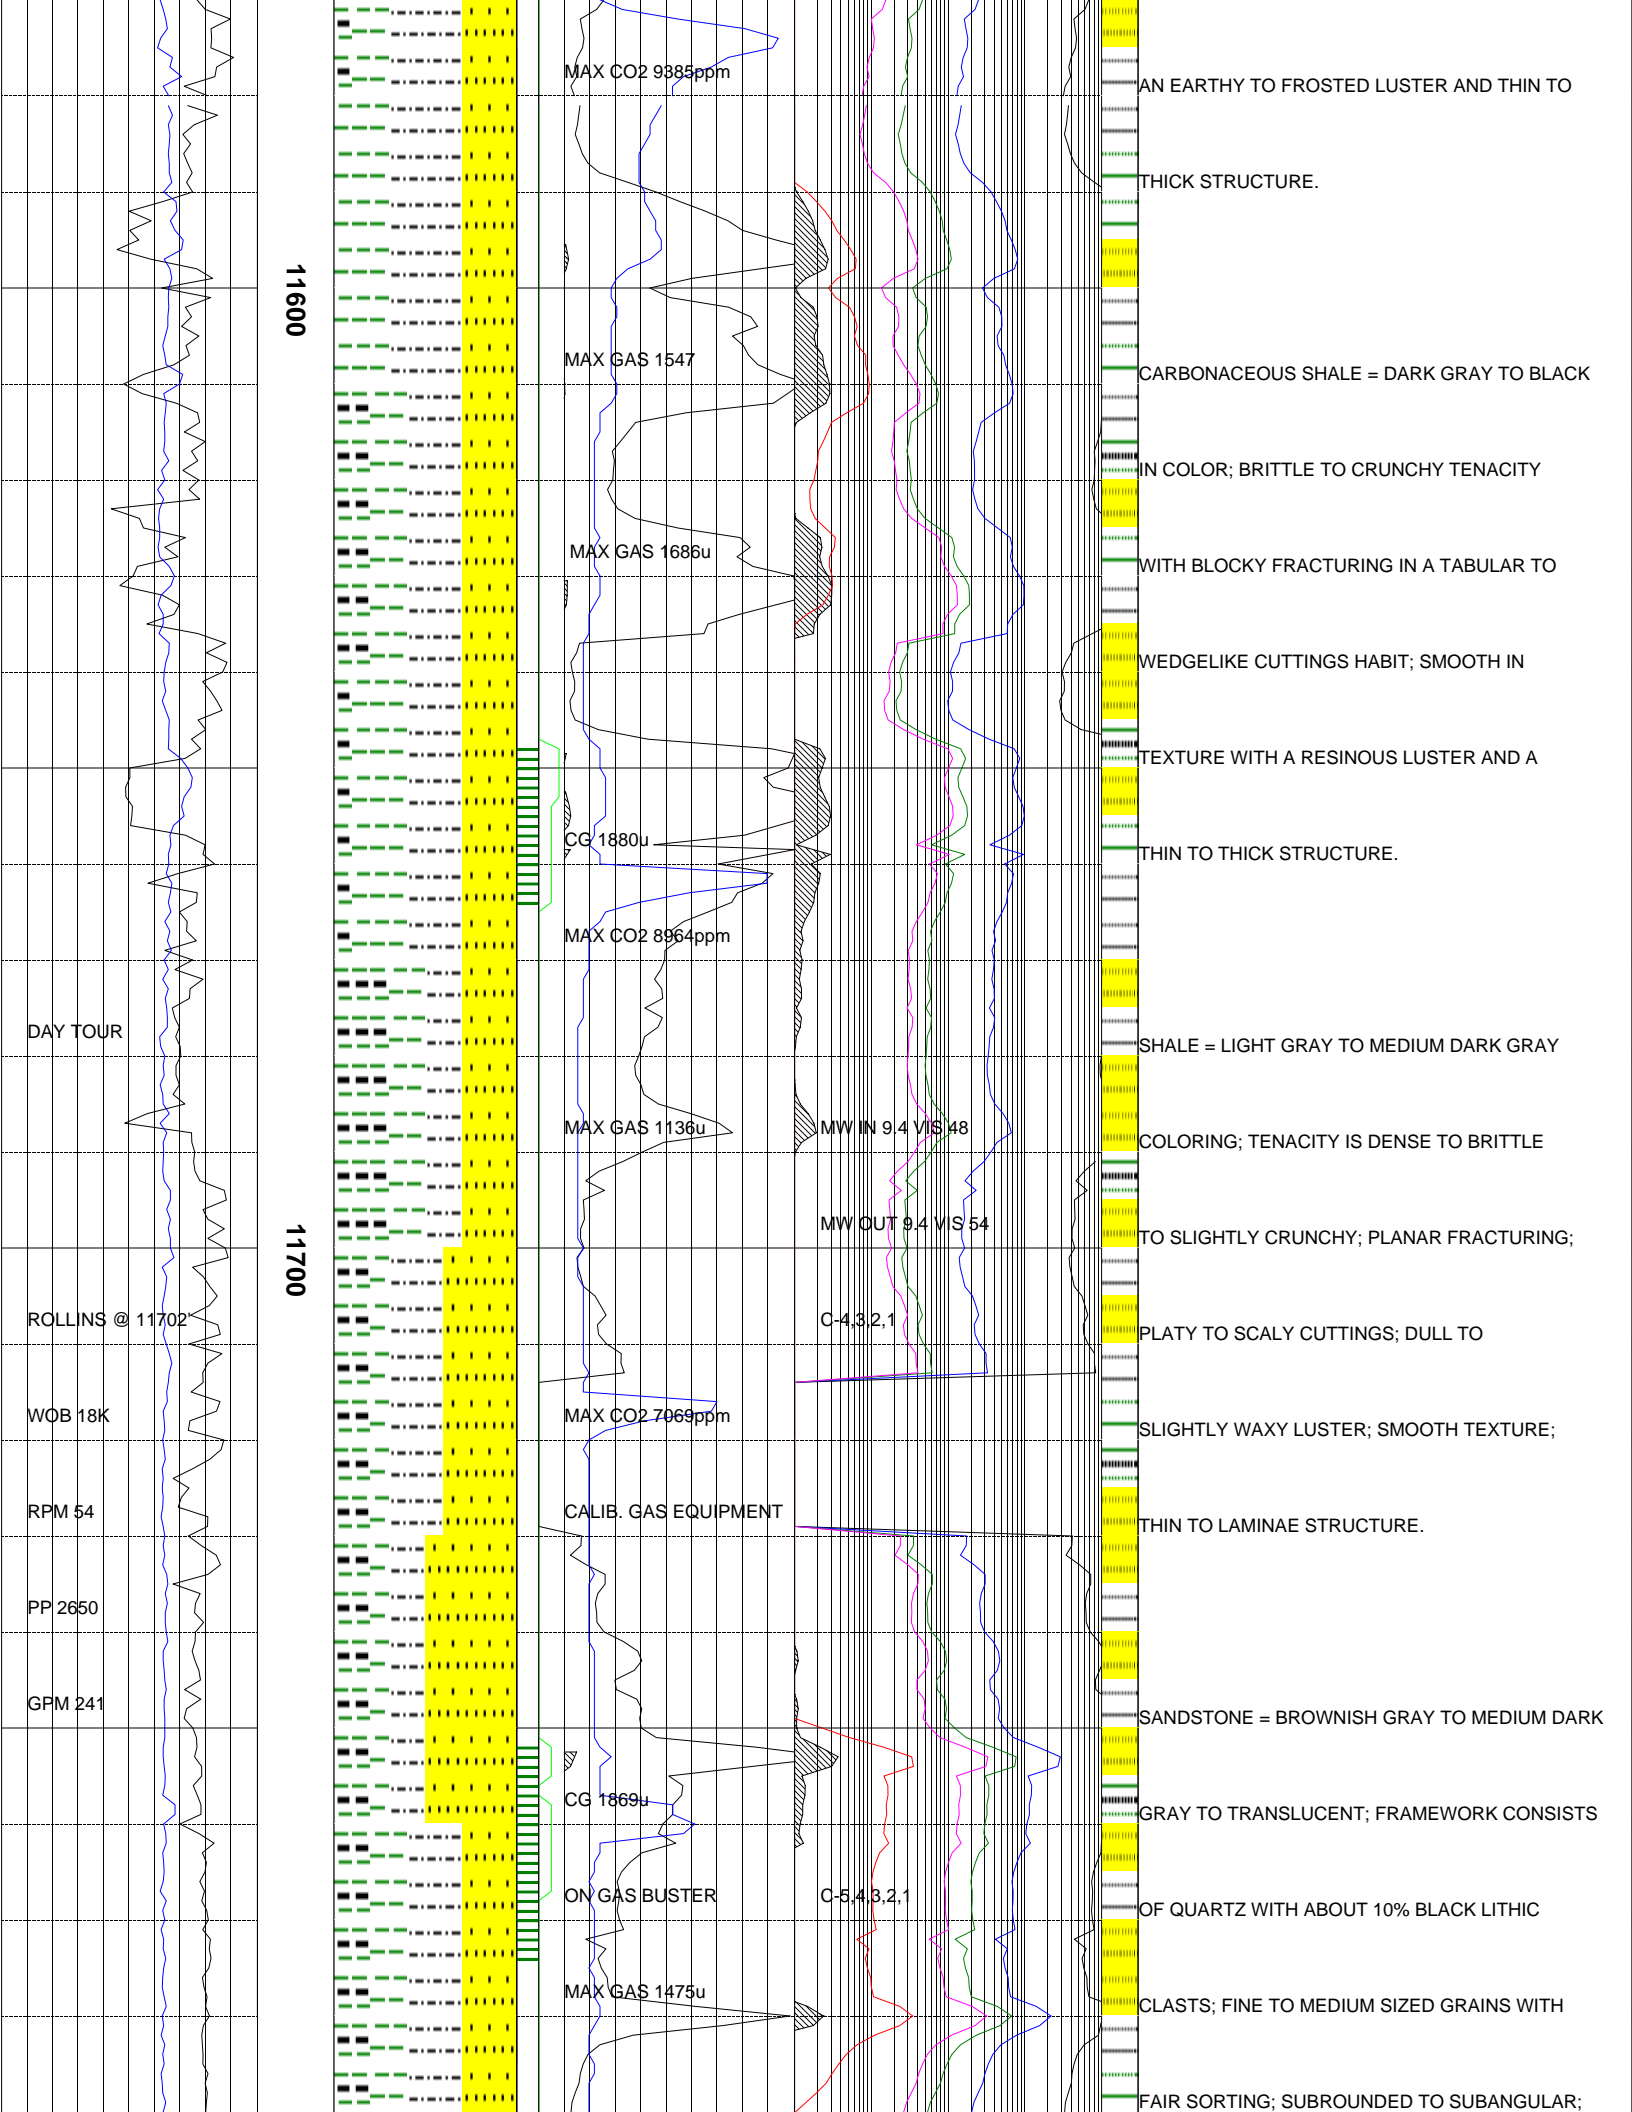 MAX CO2 9385ppm
AN EARTHY TO FROSTED LUSTER AND THIN TO
THICK STRUCTURE.
11600
MAX GAS 1547
CARBONACEOUS SHALE = DARK GRAY TO BLACK
IN COLOR; BRITTLE TO CRUNCHY TENACITY
MAX GAS 1686u
WITH BLOCKY FRACTURING IN A TABULAR TO
WEDGELIKE CUTTINGS HABIT; SMOOTH IN
TEXTURE WITH A RESINOUS LUSTER AND A
CG 1880u
THIN TO THICK STRUCTURE.
MAX CO2 8964ppm
DAY TOUR
SHALE = LIGHT GRAY TO MEDIUM DARK GRAY
MAX GAS 1136u
MW IN 9.4 VIS 48
COLORING; TENACITY IS DENSE TO BRITTLE
MW OUT 9.4 VIS 54
TO SLIGHTLY CRUNCHY; PLANAR FRACTURING;
11700
ROLLINS @ 11702'
C-4,3,2,1
PLATY TO SCALY CUTTINGS; DULL TO
WOB 18K
MAX CO2 7069ppm
SLIGHTLY WAXY LUSTER; SMOOTH TEXTURE;
RPM 54
CALIB. GAS EQUIPMENT
THIN TO LAMINAE STRUCTURE.
PP 2650
GPM 241
SANDSTONE = BROWNISH GRAY TO MEDIUM DARK
CG 1869u
GRAY TO TRANSLUCENT; FRAMEWORK CONSISTS
ON GAS BUSTER
C-5,4,3,2,1
OF QUARTZ WITH ABOUT 10% BLACK LITHIC
MAX GAS 1475u
CLASTS; FINE TO MEDIUM SIZED GRAINS WITH
FAIR SORTING; SUBROUNDED TO SUBANGULAR;